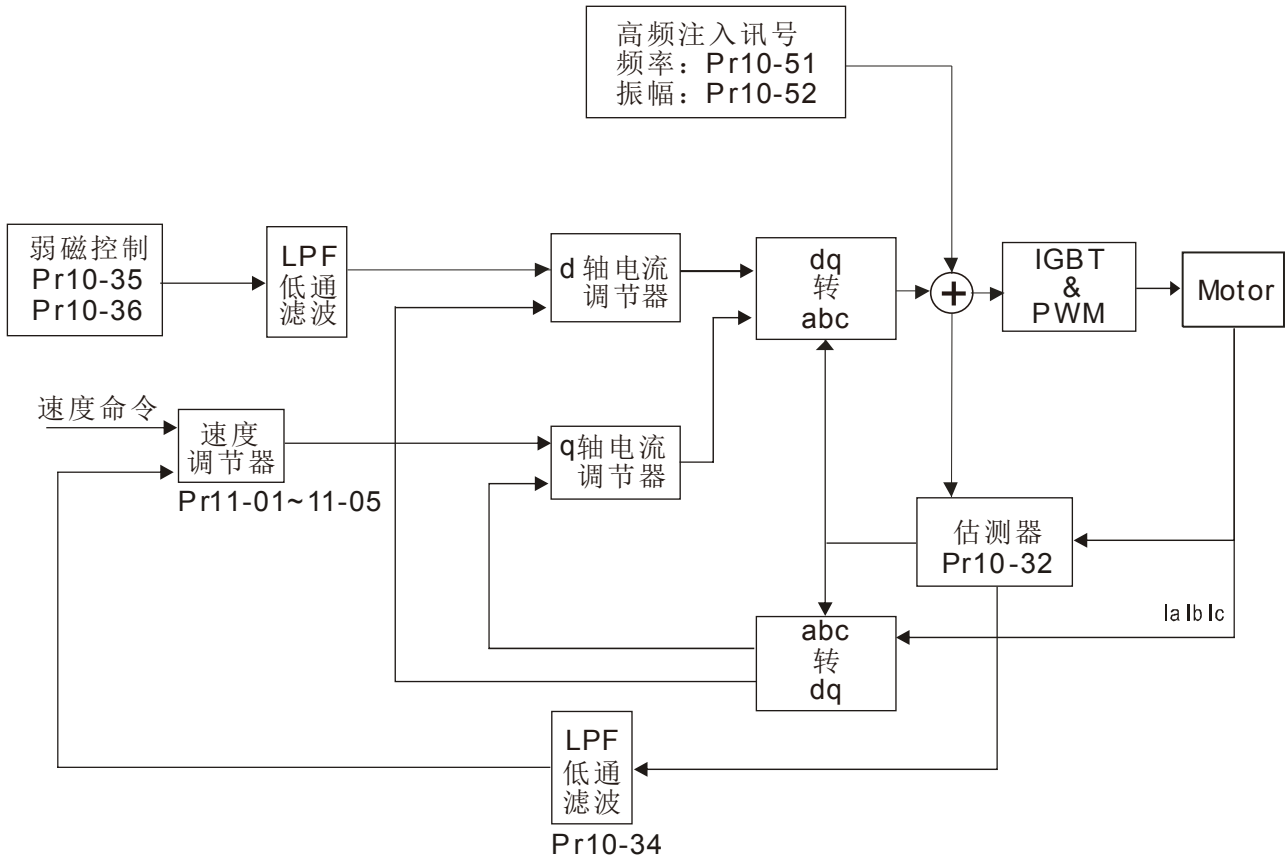 高频注入讯号
频率：Pr10-51
振幅：Pr10-52
弱磁控制
Pr10-35
Pr10-36
LPF
低通
滤波
d 轴电流
调节器
dq
转
abc
+
IGBT
&
PWM
Motor
速度命令
速度
调节器
Pr11-01~11-05
q轴电流
调节器
估测器
Pr10-32
Ia Ib Ic
abc
转
dq
LPF
低通
滤波
Pr10-34